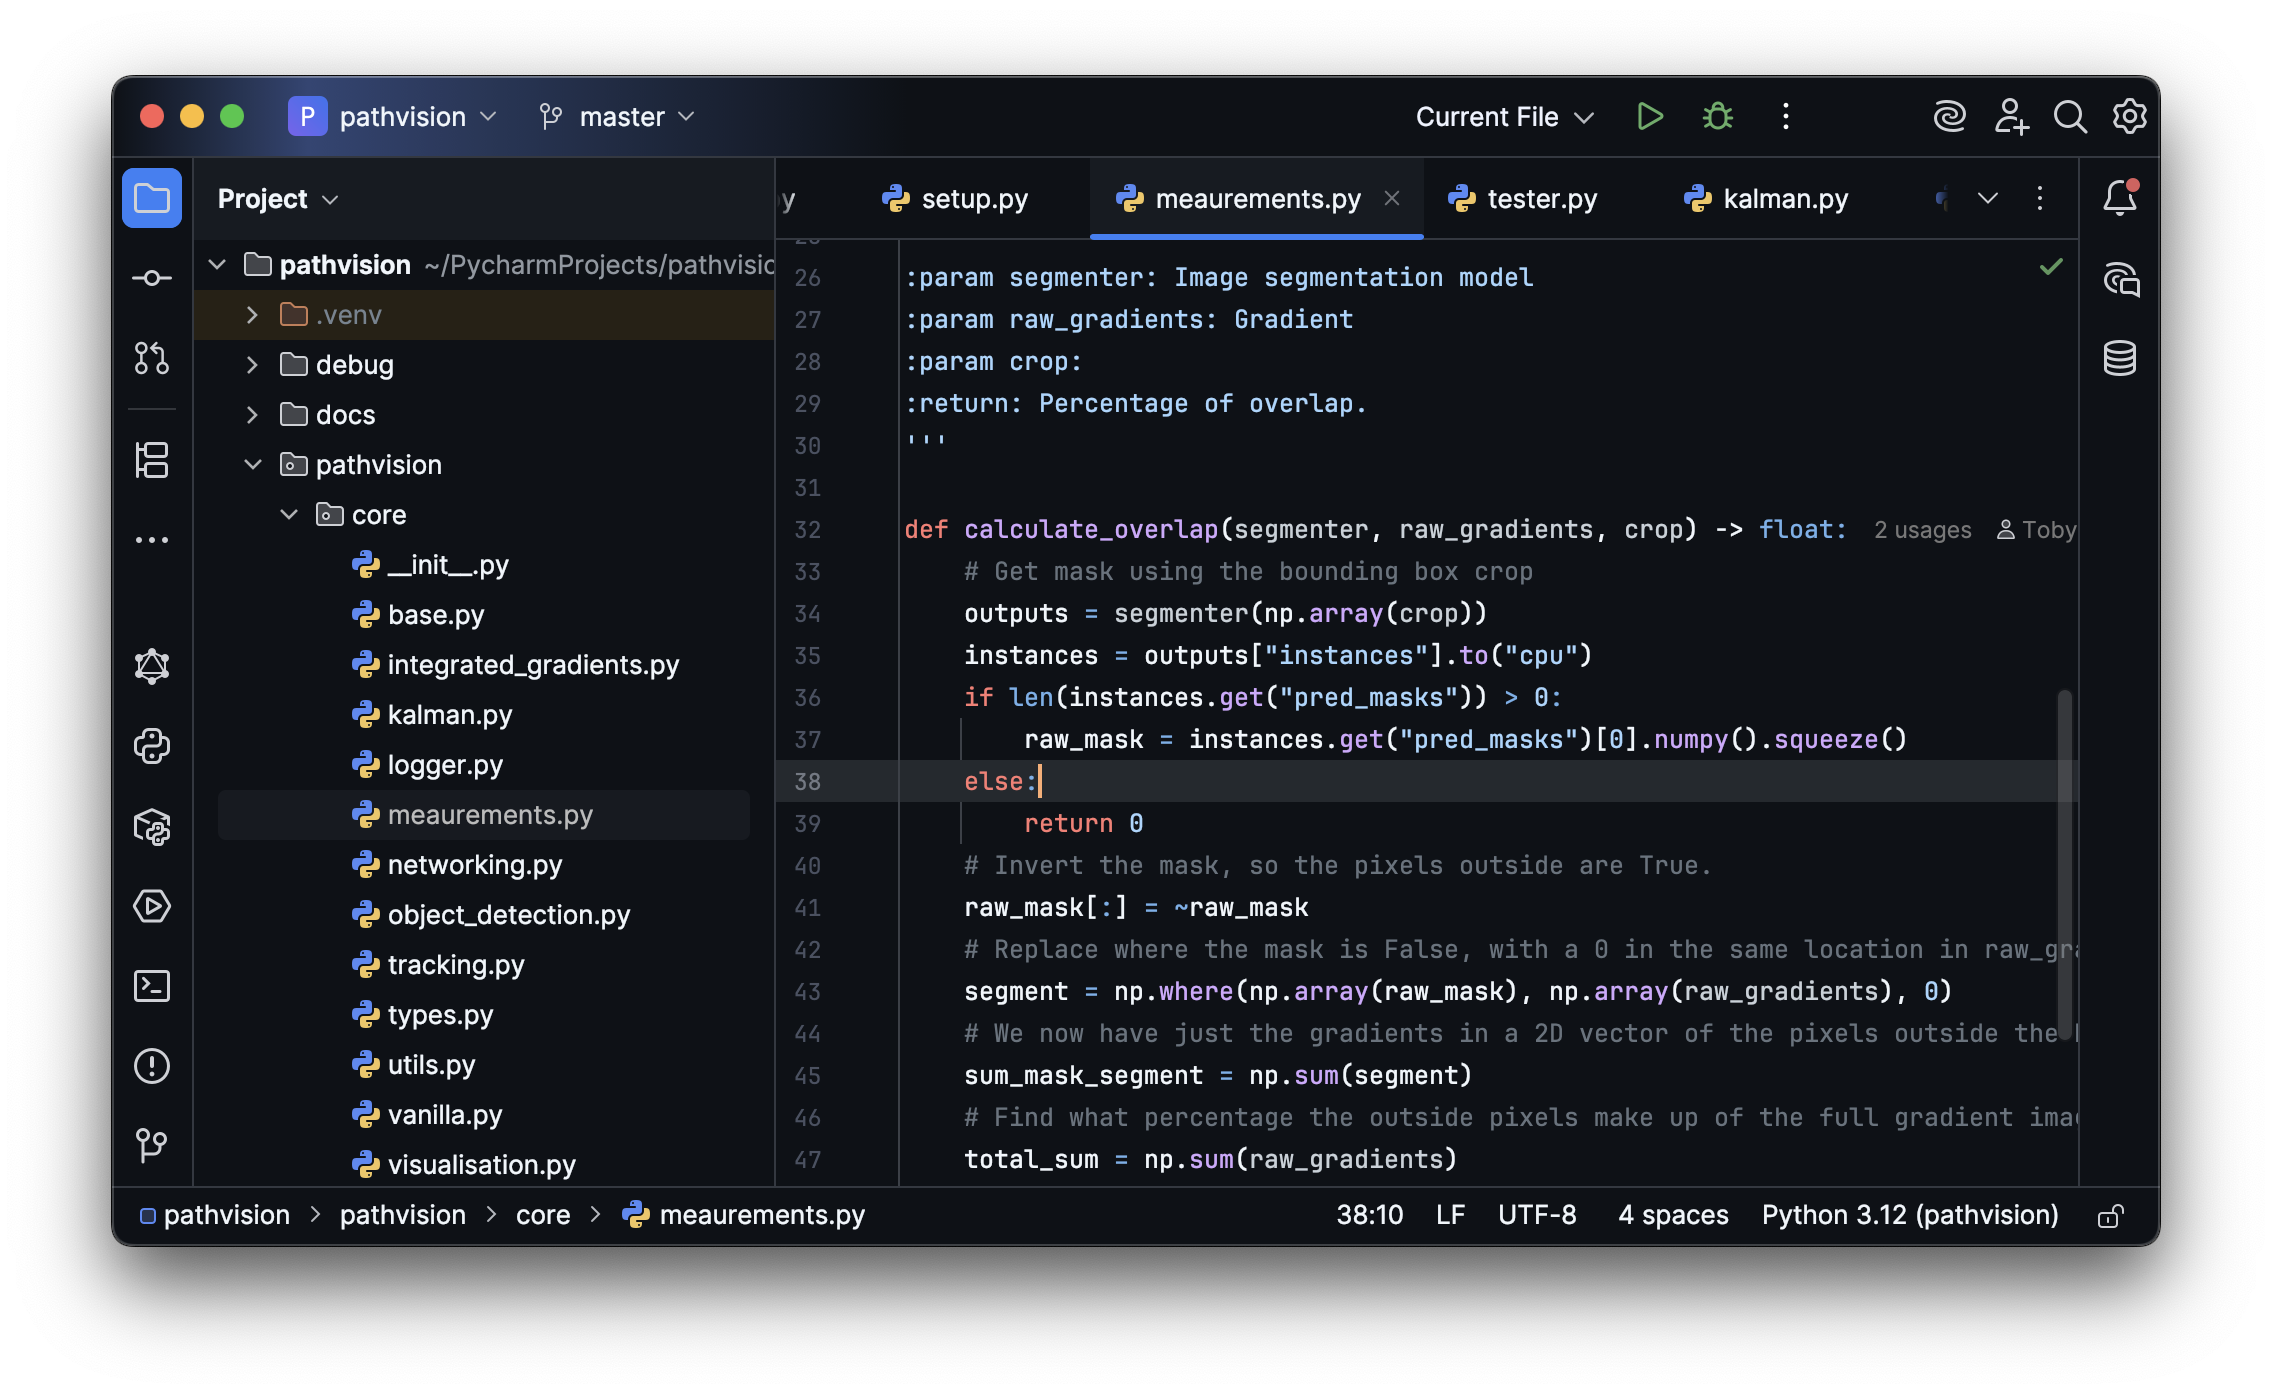 P pathvision master Current File
Project
y setup.py meaurements.py tester.py kalman.py
pathvision ~/PycharmProjects/pathvisic
.venv
debug
docs
pathvision
core
__init__.py
base.py
integrated_gradients.py
kalman.py
logger.py
meaurements.py
networking.py
object_detection.py
tracking.py
types.py
utils.py
vanilla.py
visualisation.py
26 :param segmenter: Image segmentation model
27 :param raw_gradients: Gradient
28 :param crop:
29 :return: Percentage of overlap.
30 '''
31
32 def calculate_overlap(segmenter, raw_gradients, crop) -> float: 2 usages Toby
33 # Get mask using the bounding box crop
34 outputs = segmenter(np.array(crop))
35 instances = outputs["instances"].to("cpu")
36 if len(instances.get("pred_masks")) > 0:
37 raw_mask = instances.get("pred_masks")[0].numpy().squeeze()
38 else:
39 return 0
40 # Invert the mask, so the pixels outside are True.
41 raw_mask[:] = ~raw_mask
42 # Replace where the mask is False, with a 0 in the same location in raw_gra
43 segment = np.where(np.array(raw_mask), np.array(raw_gradients), 0)
44 # We now have just the gradients in a 2D vector of the pixels outside the
45 sum_mask_segment = np.sum(segment)
46 # Find what percentage the outside pixels make up of the full gradient ima
47 total_sum = np.sum(raw_gradients)
pathvision > pathvision > core > meaurements.py 38:10 LF UTF-8 4 spaces Python 3.12 (pathvision)